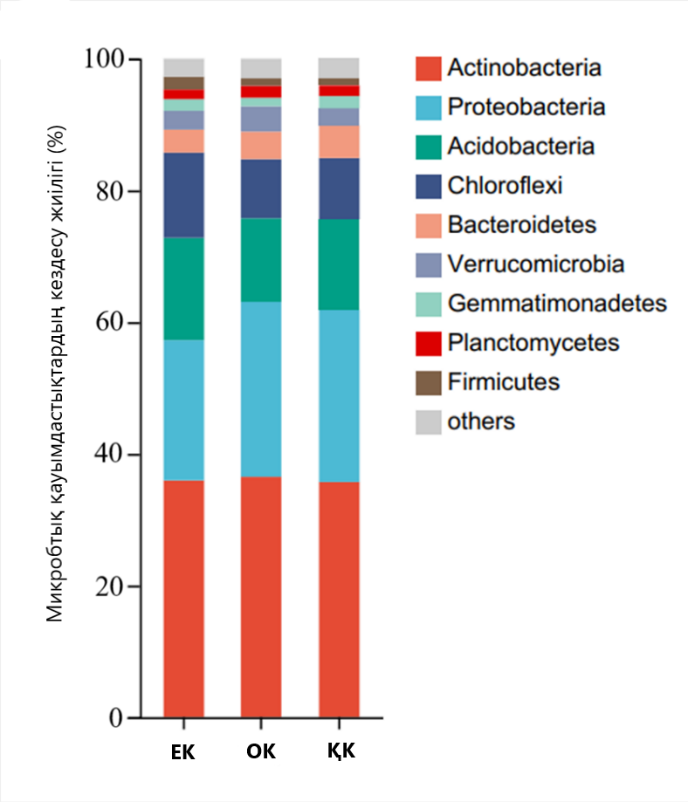 Микробтық қауымдастықтардың кездесу жиілігі (%)
100
80
60
40
20
0
ЕК
ОК
ҚК
Actinobacteria
Proteobacteria
Acidobacteria
Chloroflexi
Bacteroidetes
Verrucomicrobia
Gemmatimonadetes
Planctomycetes
Firmicutes
others